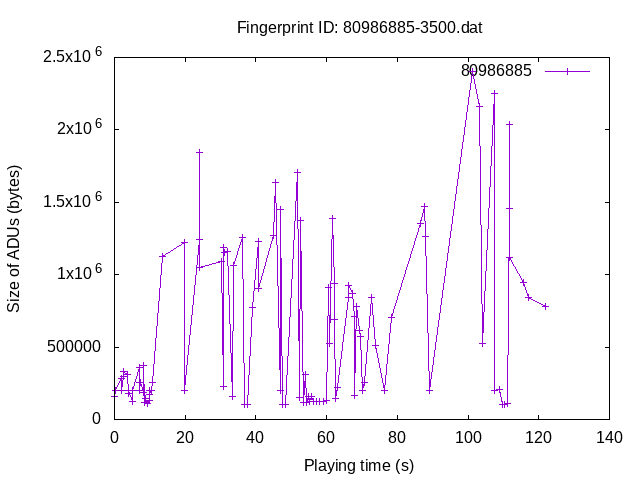 Fingerprint ID: 80986885-3500.dat
2.5x10^6
80986885
2x10^6
1.5x10^6
1x10^6
500000
0
Size of ADUs (bytes)
0 20 40 60 80 100 120 140
Playing time (s)